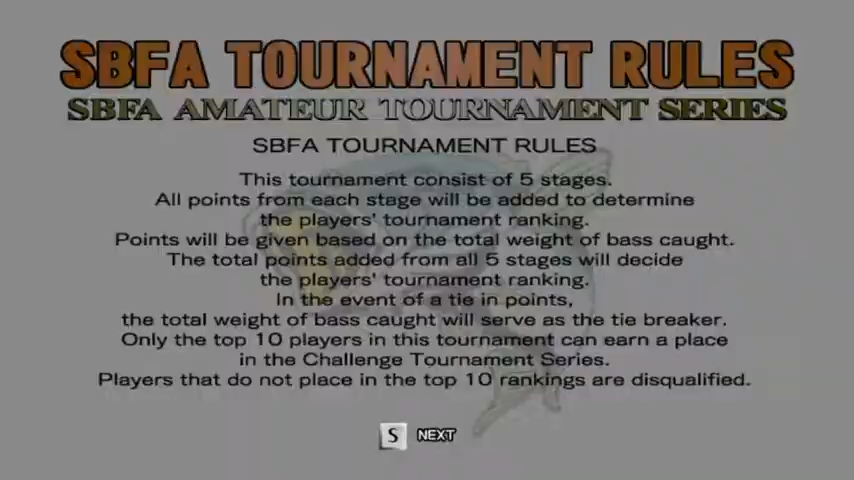 SBFA TOURNAMENT RULES
SBFA AMATEUR TOURNAMENT SERIES
SBFA TOURNAMENT RULES
This tournament consist of 5 stages.
All points from each stage will be added to determine
the players' tournament ranking.
Points will be given based on the total weight of bass caught.
The total points added from all 5 stages will decide
the players' tournament ranking.
In the event of a tie in points,
the total weight of bass caught will serve as the tie breaker.
Only the top 10 players in this tournament can earn a place
in the Challenge Tournament Series.
Players that do not place in the top 10 rankings are disqualified.
S NEXT